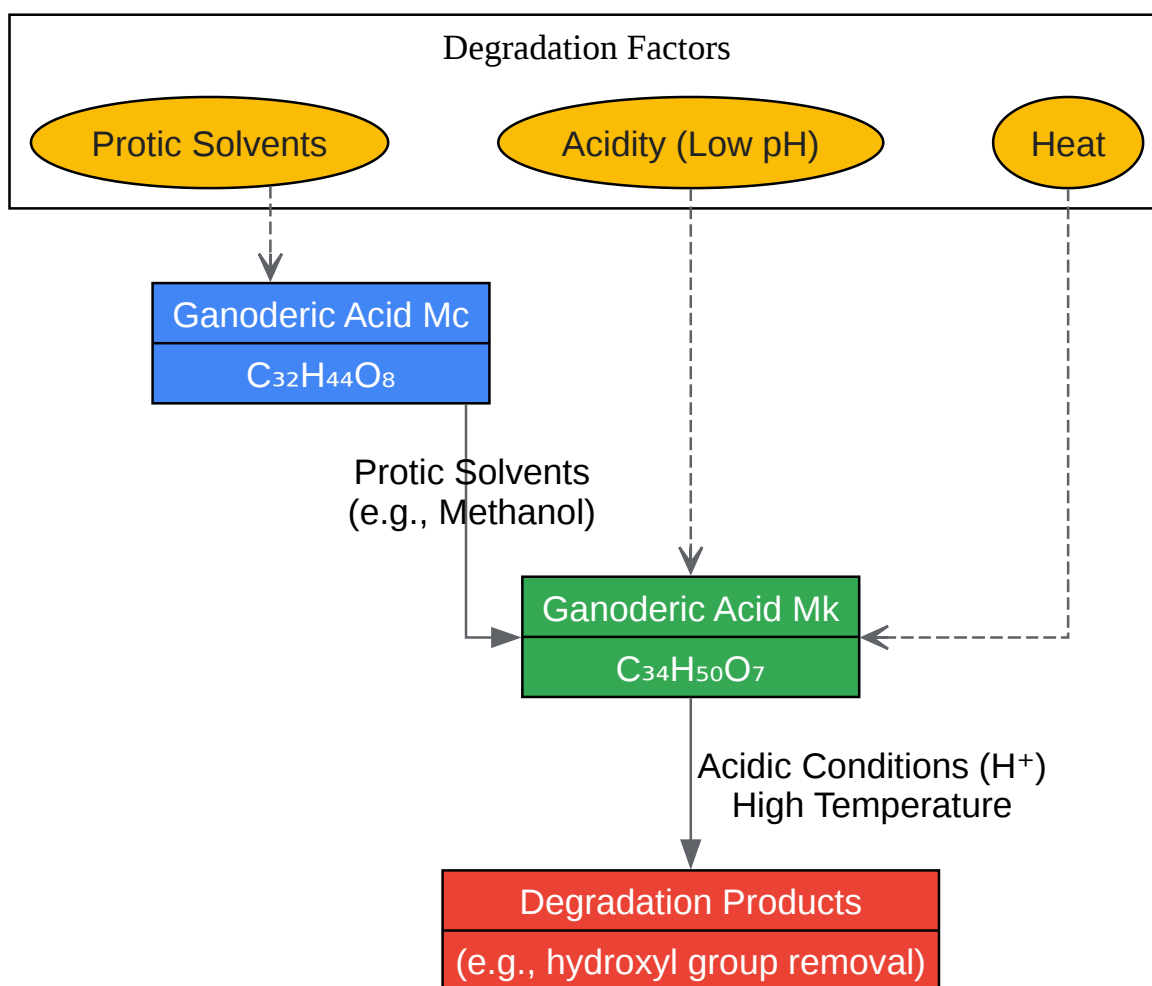 Degradation Factors
Protic Solvents
Acidity (Low pH)
Heat
Ganoderic Acid Mc
C₃₂H₄₄O₈
Protic Solvents
(e.g., Methanol)
Ganoderic Acid Mk
C₃₄H₅₀O₇
Acidic Conditions (H⁺)
High Temperature
Degradation Products
(e.g., hydroxyl group removal)